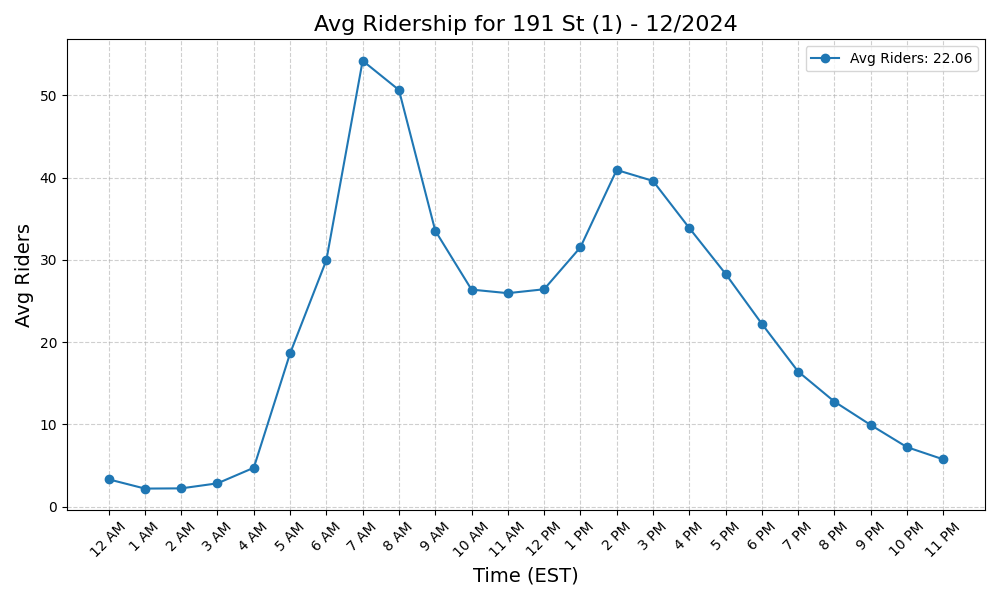 Avg Ridership for 191 St (1) - 12/2024
Avg Riders: 22.06
Avg Riders
50
40
30
20
10
0
12 AM
1 AM
2 AM
3 AM
4 AM
5 AM
6 AM
7 AM
8 AM
9 AM
10 AM
11 AM
12 PM
1 PM
2 PM
3 PM
4 PM
5 PM
6 PM
7 PM
8 PM
9 PM
10 PM
11 PM
Time (EST)